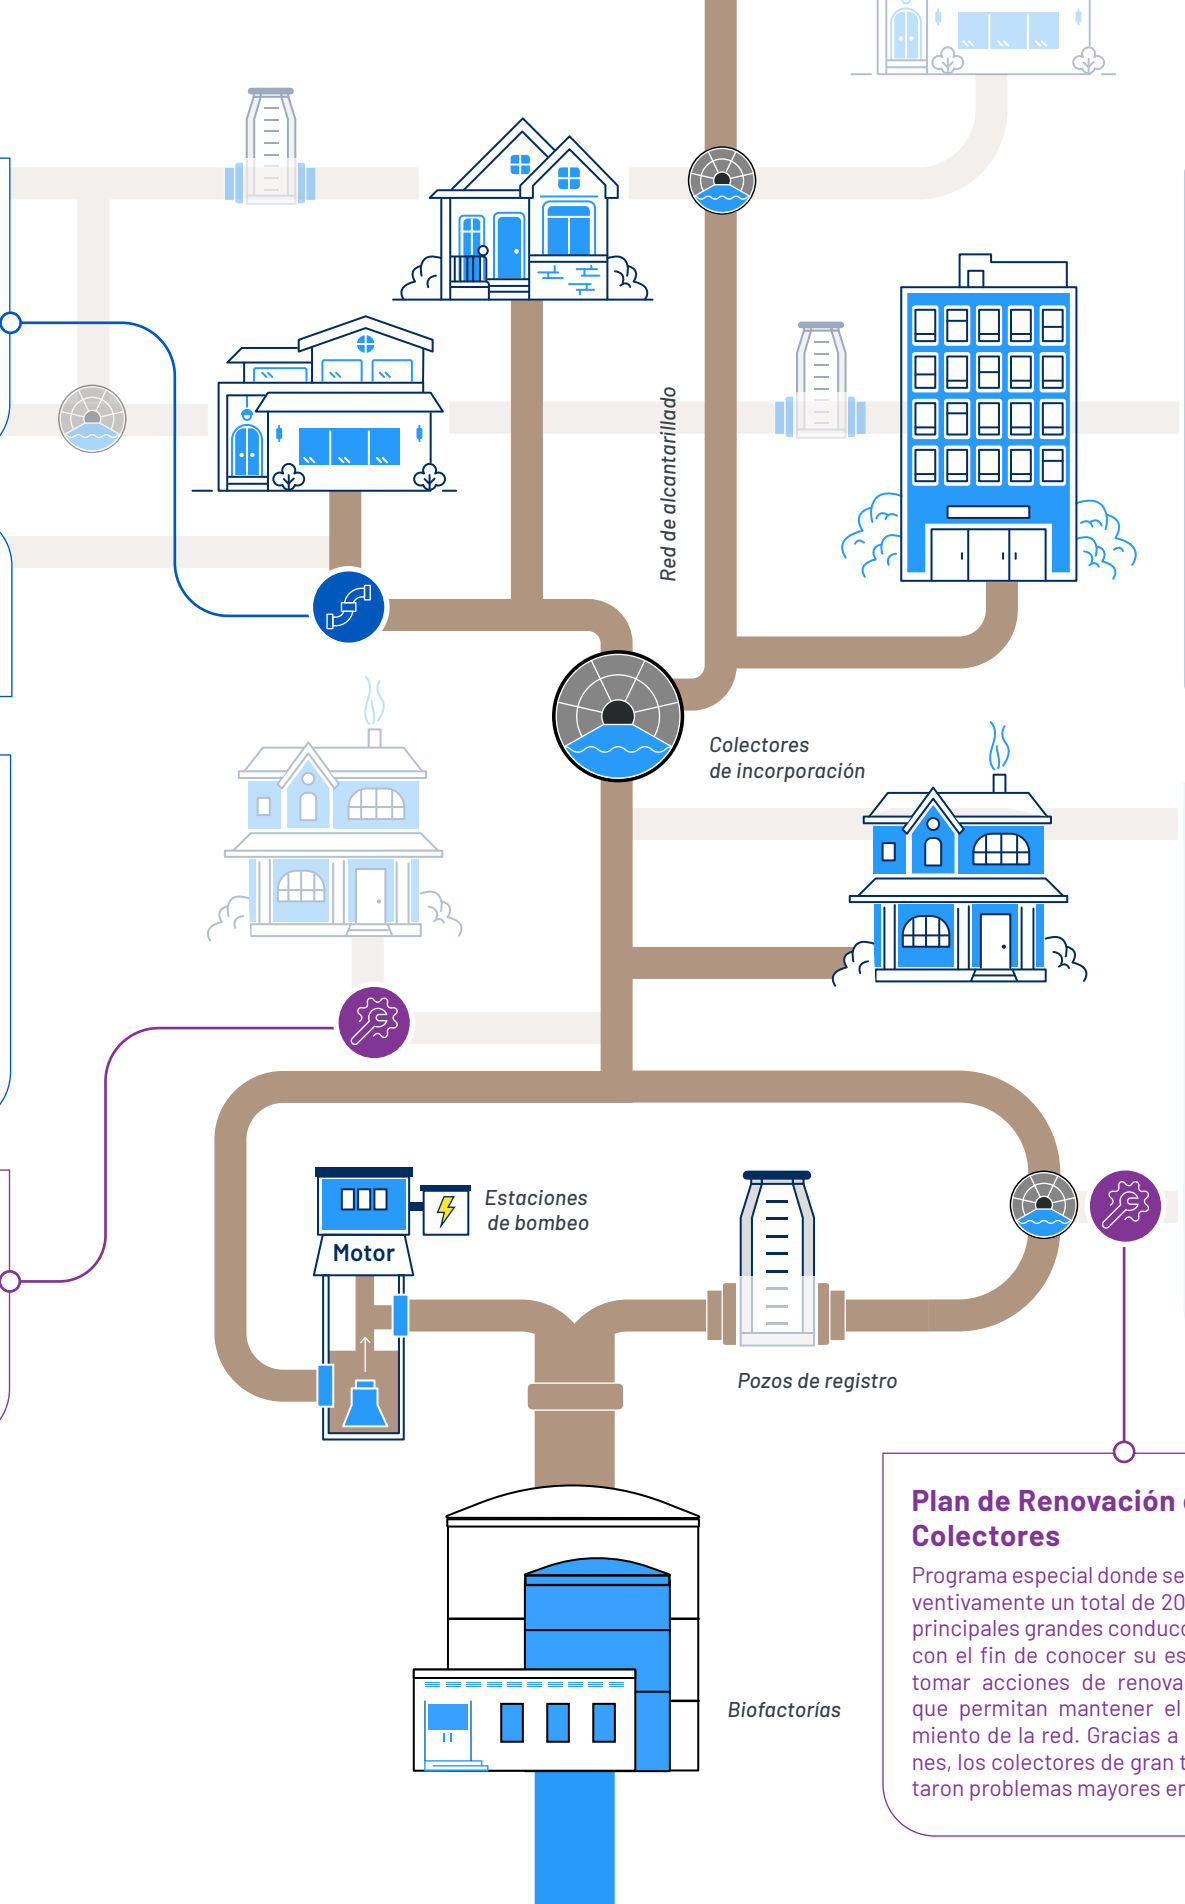 Red de alcantarillado
Colectores
de incorporación
Estaciones
de bombeo
Motor
Pozos de registro
Plan de Renovación
Colectores
Programa especial donde se
ventivamente un total de 20
principales grandes conducc
con el fin de conocer su es
tomar acciones de renova
que permitan mantener el
miento de la red. Gracias a
nes, los colectores de gran t
taron problemas mayores en
Biofactorías